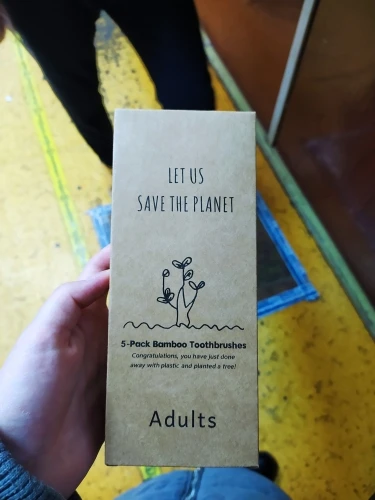 LET US
SAVE THE PLANET
5-Pack Bamboo Toothbrushes
Congratulations, you have just done
away with plastic and planted a tree!
Adults